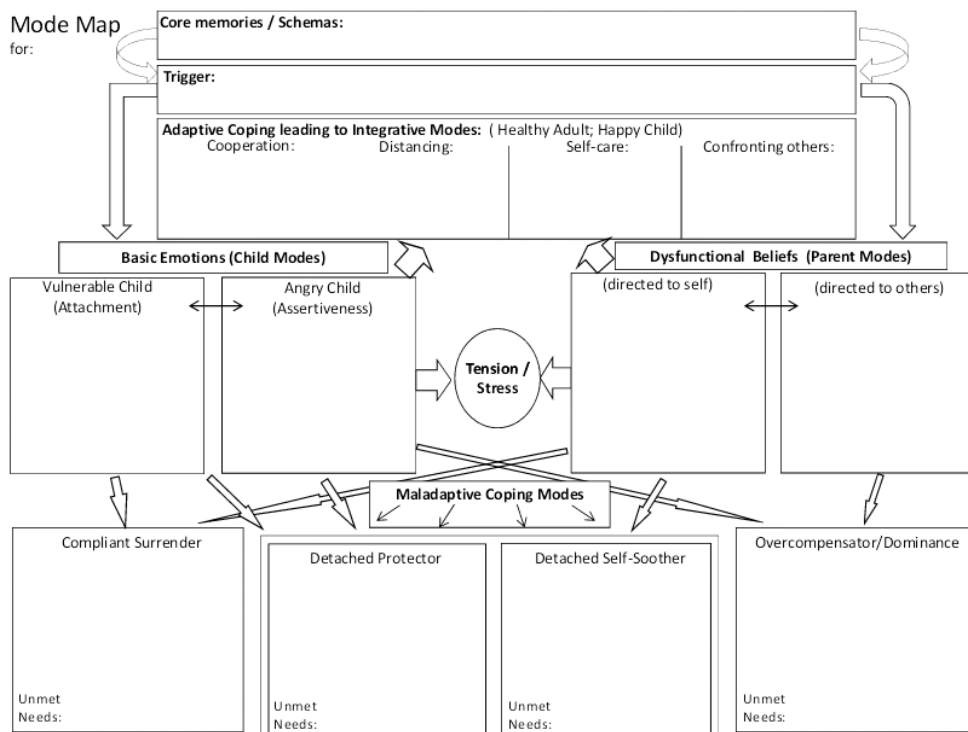 Mode Map
for:
Core memories / Schemas:
Trigger:
Adaptive Coping leading to Integrative Modes: ( Healthy Adult; Happy Child)
Cooperation: Distancing: Self-care: Confronting others:
Basic Emotions (Child Modes)
Dysfunctional Beliefs (Parent Modes)
Vulnerable Child
(Attachment)
Angry Child
(Assertiveness)
(directed to self)
(directed to others)
Tension /
Stress
Maladaptive Coping Modes
Compliant Surrender
Detached Protector
Detached Self-Soother
Overcompensator/Dominance
Unmet
Needs:
Unmet
Needs:
Unmet
Needs:
Unmet
Needs: